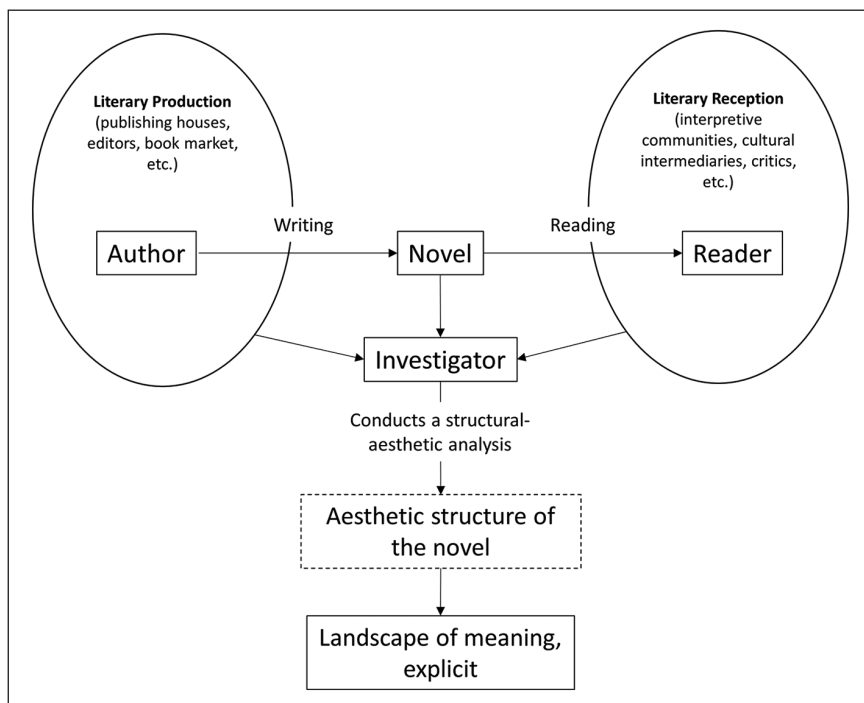 Literary Production
(publishing houses,
editors, book market,
etc.)
Literary Reception
(interpretive
communities, cultural
intermediaries, critics,
etc.)
Writing
Reading
Author
Novel
Reader
Investigator
Conducts a structural-
aesthetic analysis
Aesthetic structure of
the novel
Landscape of meaning,
explicit